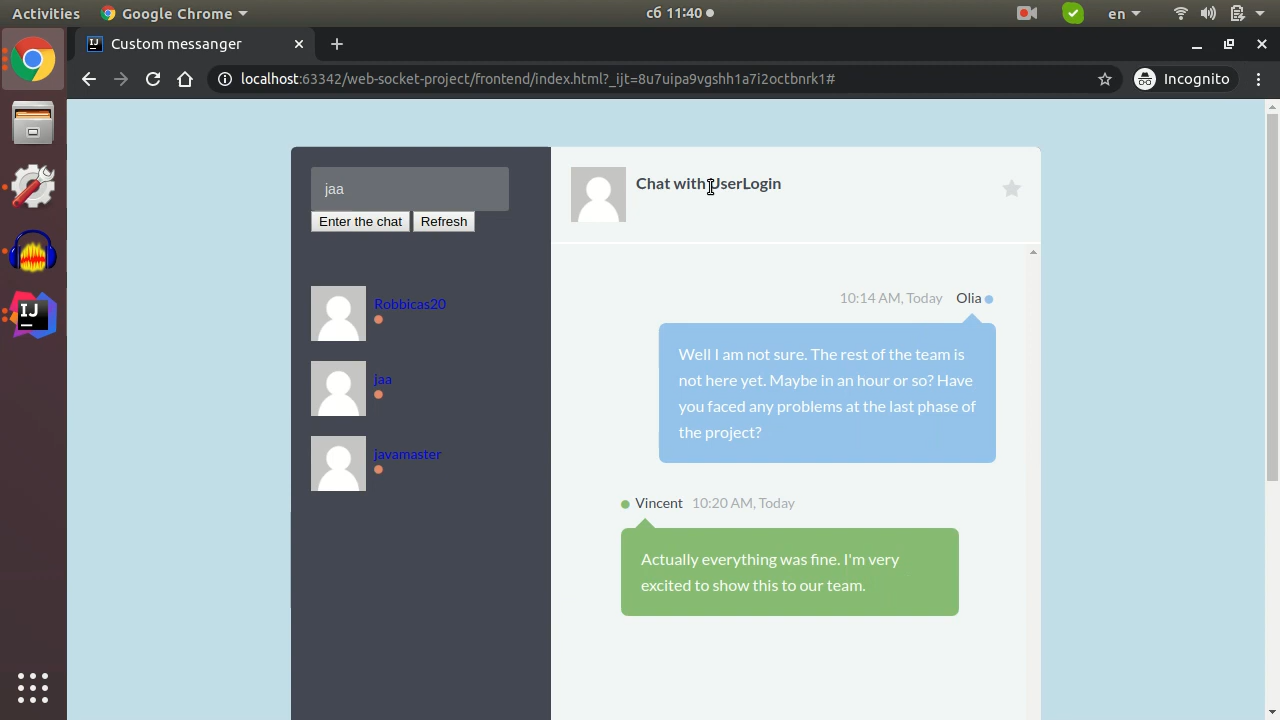 Activities
Google Chrome
сб 11:40
en
Custom messanger
localhost:63342/web-socket-project/frontend/index.html?_ijt=8u7uipa9vgshh1a7i2octbnrk1#
Incognito
jaa
Enter the chat
Refresh
Robbicas20
jaa
javamaster
Chat with UserLogin
10:14 AM, Today
Olia
Well I am not sure. The rest of the team is
not here yet. Maybe in an hour or so? Have
you faced any problems at the last phase of
the project?
Vincent
10:20 AM, Today
Actually everything was fine. I'm very
excited to show this to our team.
IJ